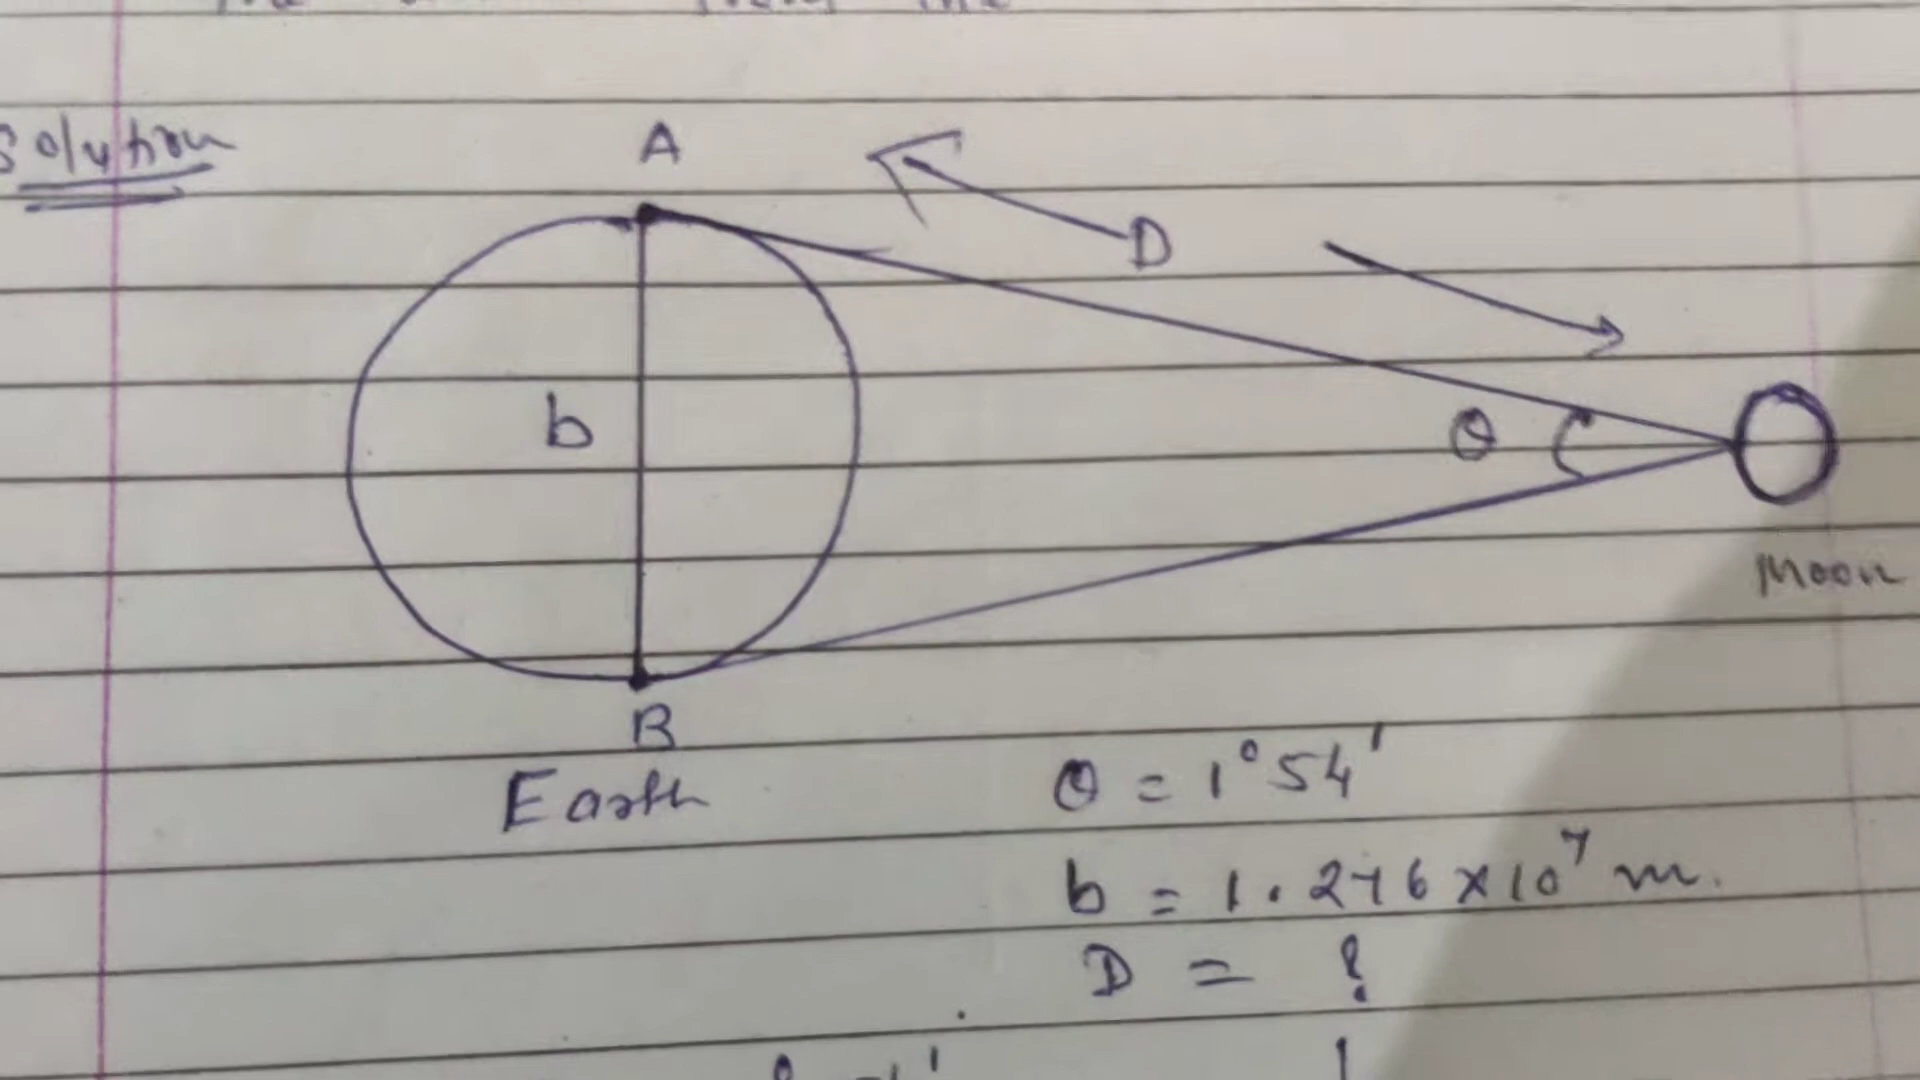 Solution
A
D
b
θ
Moon
B
Earth
θ = 1°54'
b = 1.276 × 10⁷ m.
D = ?